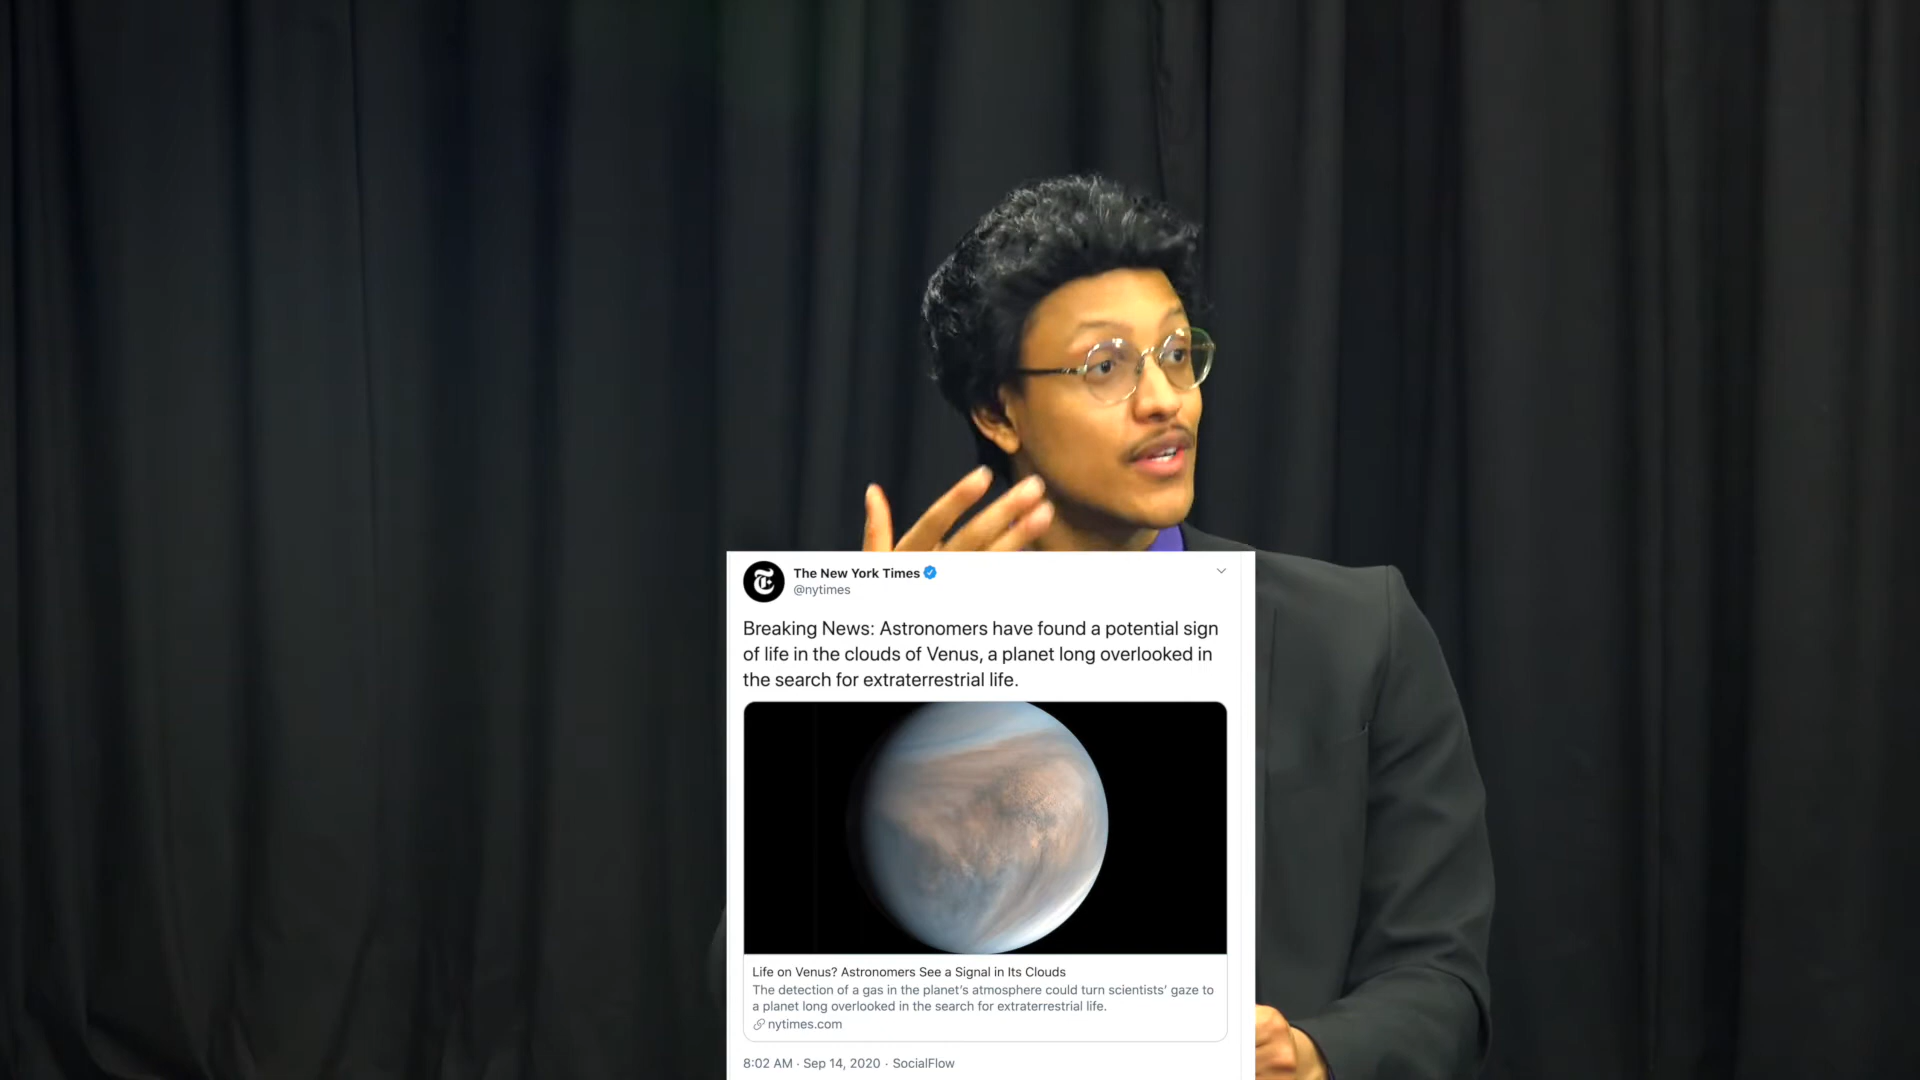 The New York Times
@nytimes
Breaking News: Astronomers have found a potential sign
of life in the clouds of Venus, a planet long overlooked in
the search for extraterrestrial life.
Life on Venus? Astronomers See a Signal in Its Clouds
The detection of a gas in the planet’s atmosphere could turn scientists’ gaze to
a planet long overlooked in the search for extraterrestrial life.
nytimes.com
8:02 AM · Sep 14, 2020 · SocialFlow